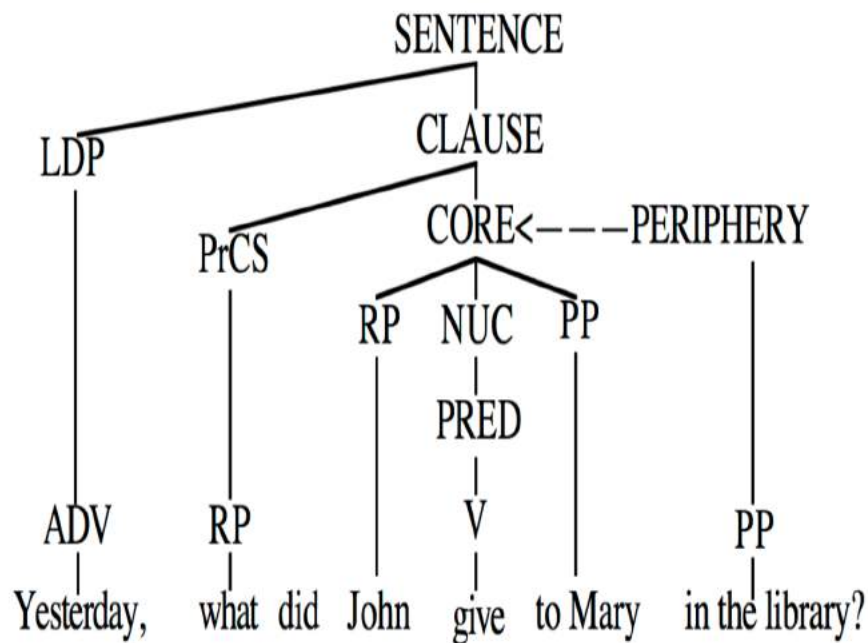 SENTENCE
LDP CLAUSE
PrCS CORE<– – –PERIPHERY
RP NUC PP
PRED
ADV RP V PP
Yesterday, what did John give to Mary in the library?